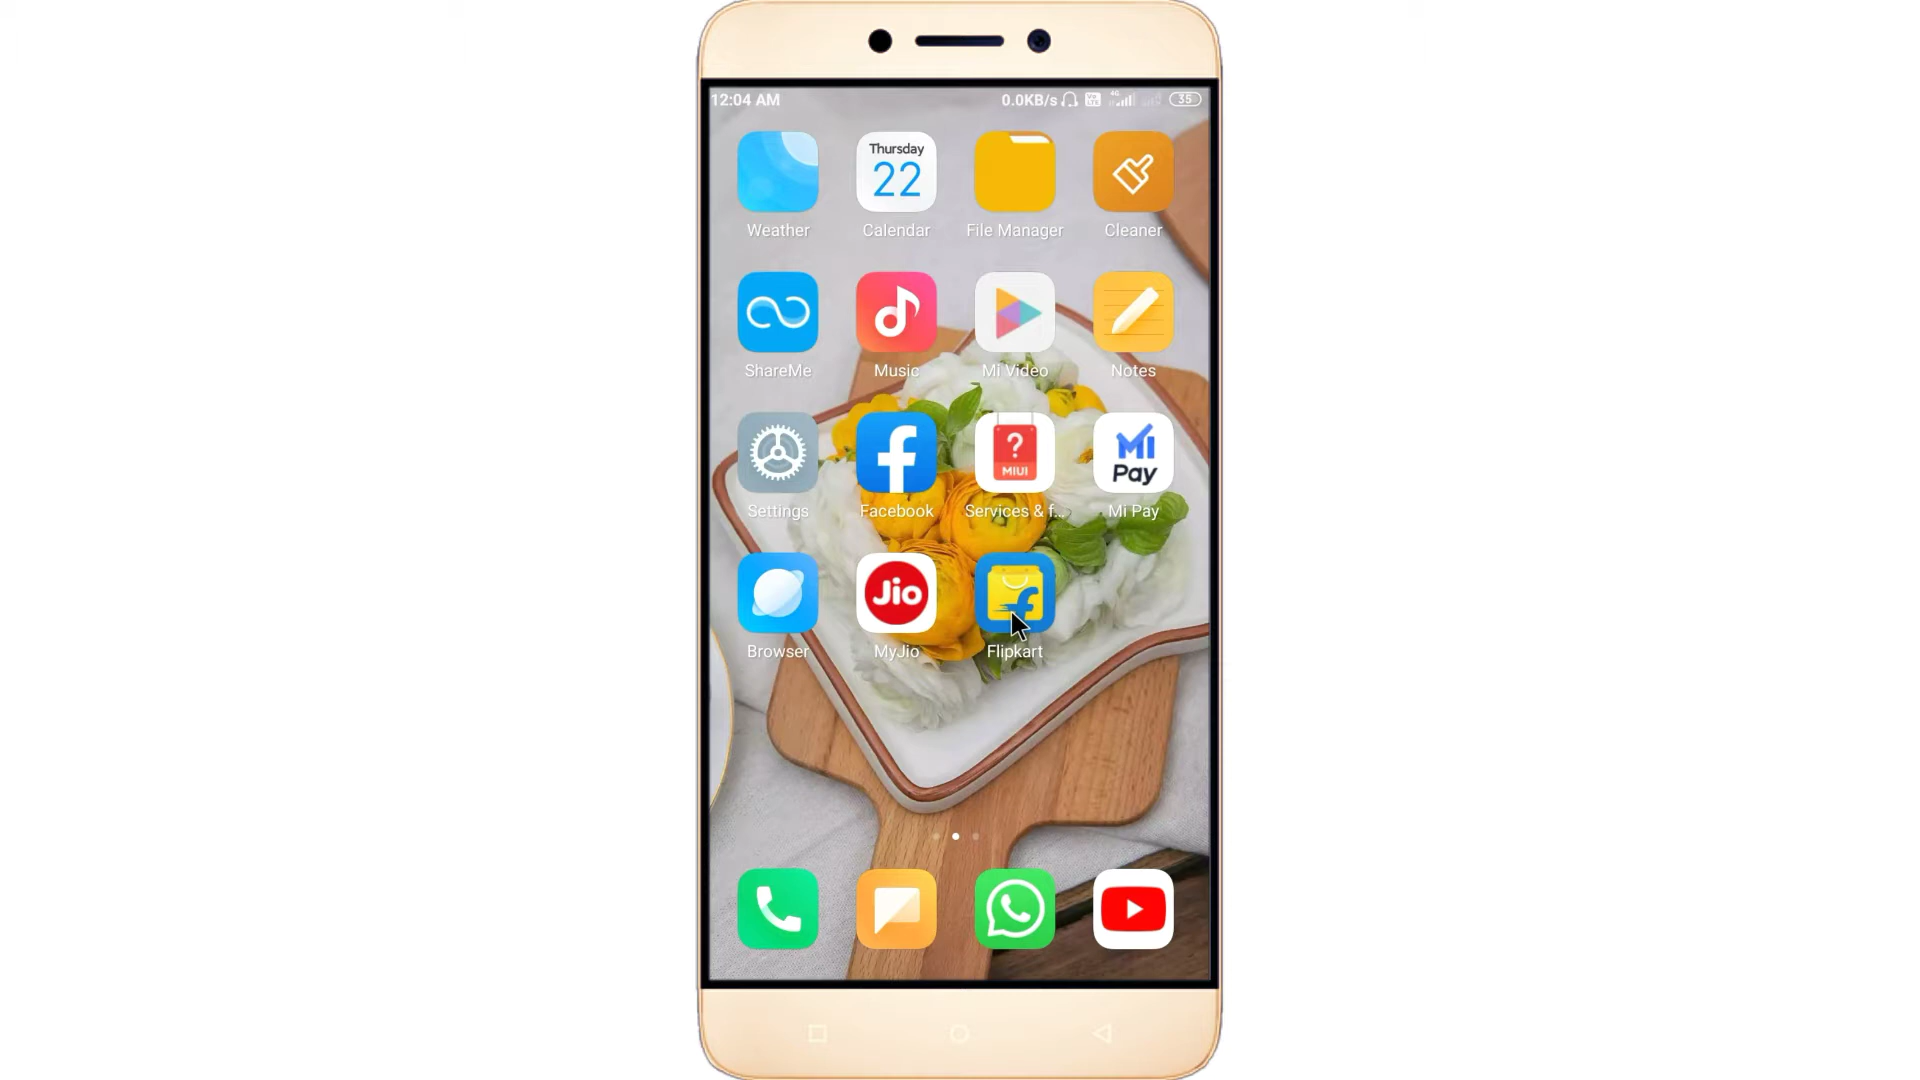 12:04 AM 0.0KB/s 4G 35
Thursday
22
Weather Calendar File Manager Cleaner
ShareMe Music Mi Video Notes
?
MIUI
MI
Pay
Settings Facebook Services & f... Mi Pay
Jio
Browser MyJio Flipkart